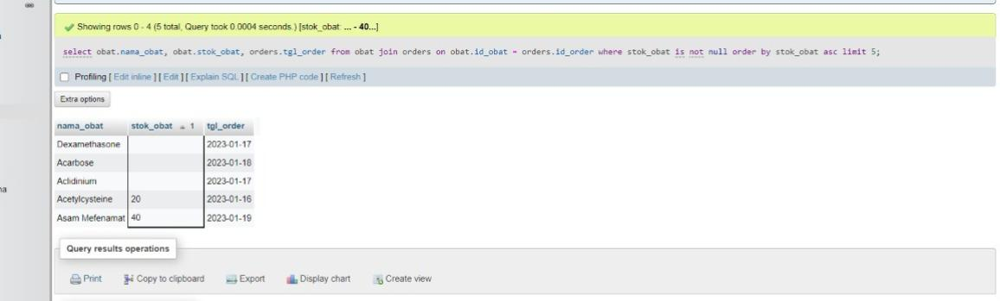 Showing rows 0 - 4 (5 total, Query took 0.0004 seconds.) [stok_obat: ... - 40...]
select obat.nama_obat, obat.stok_obat, orders.tgl_order from obat join orders on obat.id_obat = orders.id_order where stok_obat is not null order by stok_obat asc limit 5;
Profiling [ Edit inline ] [ Edit ] [ Explain SQL ] [ Create PHP code ] [ Refresh ]
Extra options
nama_obat stok_obat 1 tgl_order
Dexamethasone 2023-01-17
Acarbose 2023-01-18
Aclidinium 2023-01-17
Acetylcysteine 20 2023-01-16
Asam Mefenamat 40 2023-01-19
Query results operations
Print Copy to clipboard Export Display chart Create view